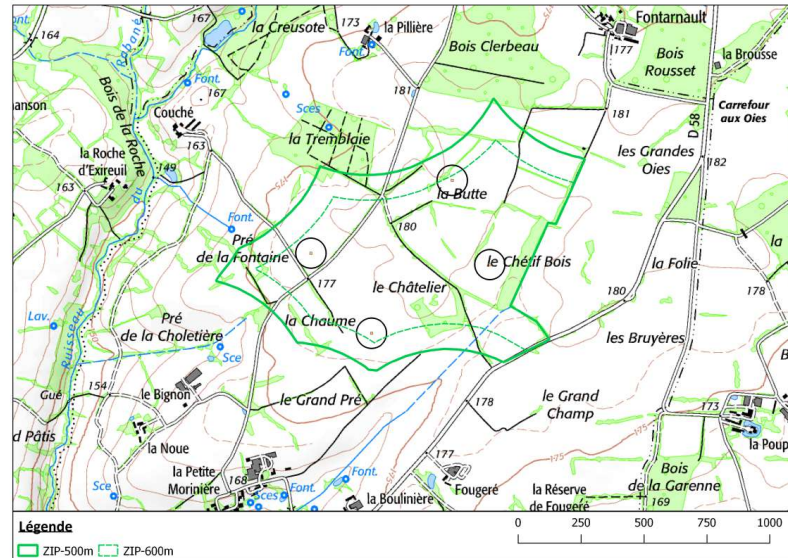 167
173
la Pillière
Fontarnault
164
Rabané
la Creusote
Font.
Bois Clerbeau
177
Bois
Rousset
la Brousse
Font.
167
181
Bois de la Roche
Couché
Sces
la Tremblaie
181
Carrefour
aux Oies
D 58
163
la Roche
d'Exireuil
149
163
les Grandes
Oies
182
175
la Butte
du
Font.
Pré
de la Fontaine
180
le Chétif Bois
la Folie
177
le Châtelier
178
180
Lav.
Ruisseau
Pré
de la Choletière
la Chaume
les Bruyères
Sce
Gué
154
le Bignon
le Grand Pré
178
le Grand
Champ
173
d Pâtis
la Noue
175
la Poup
la Petite
Morinière
168
177
Bois
de la Garenne
Sce
Sces
Font.
Font.
la Boulinière
Fougeré
la Réserve
de Fougeré
169
Légende
ZIP-500m
ZIP-600m
0
250
500
750
1000